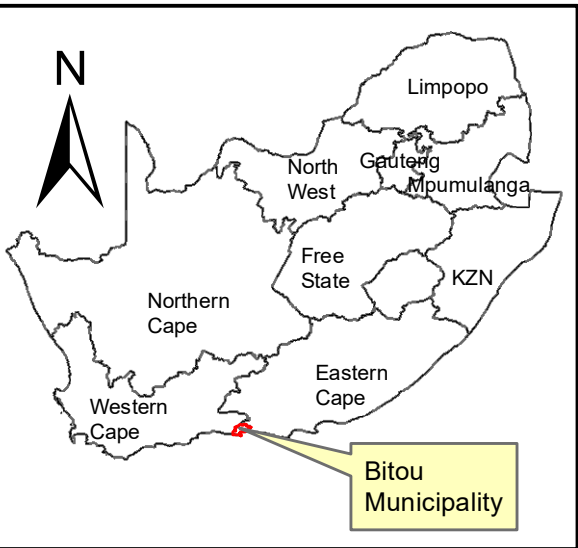 N
Limpopo
Gauteng
North
West
Mpumulanga
Free
State
KZN
Northern
Cape
Eastern
Cape
Western
Cape
Bitou
Municipality